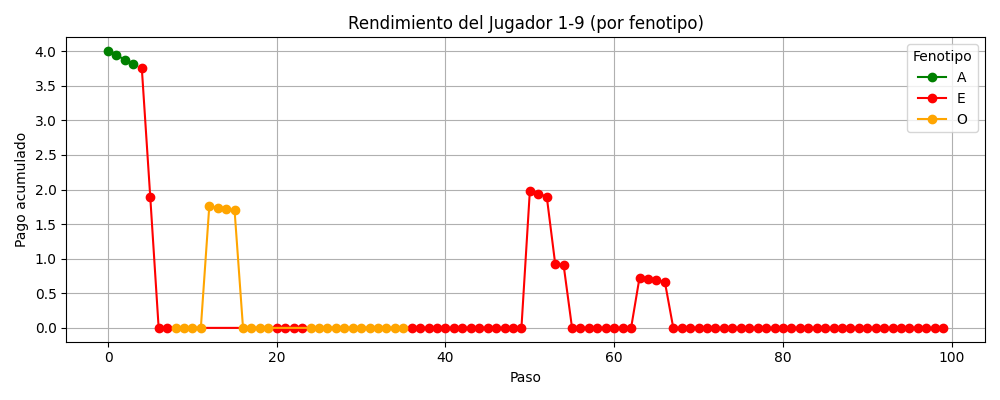 Rendimiento del Jugador 1-9 (por fenotipo)
Pago acumulado
4.0
3.5
3.0
2.5
2.0
1.5
1.0
0.5
0.0
0 20 40 60 80 100
Paso
Fenotipo
A
E
O